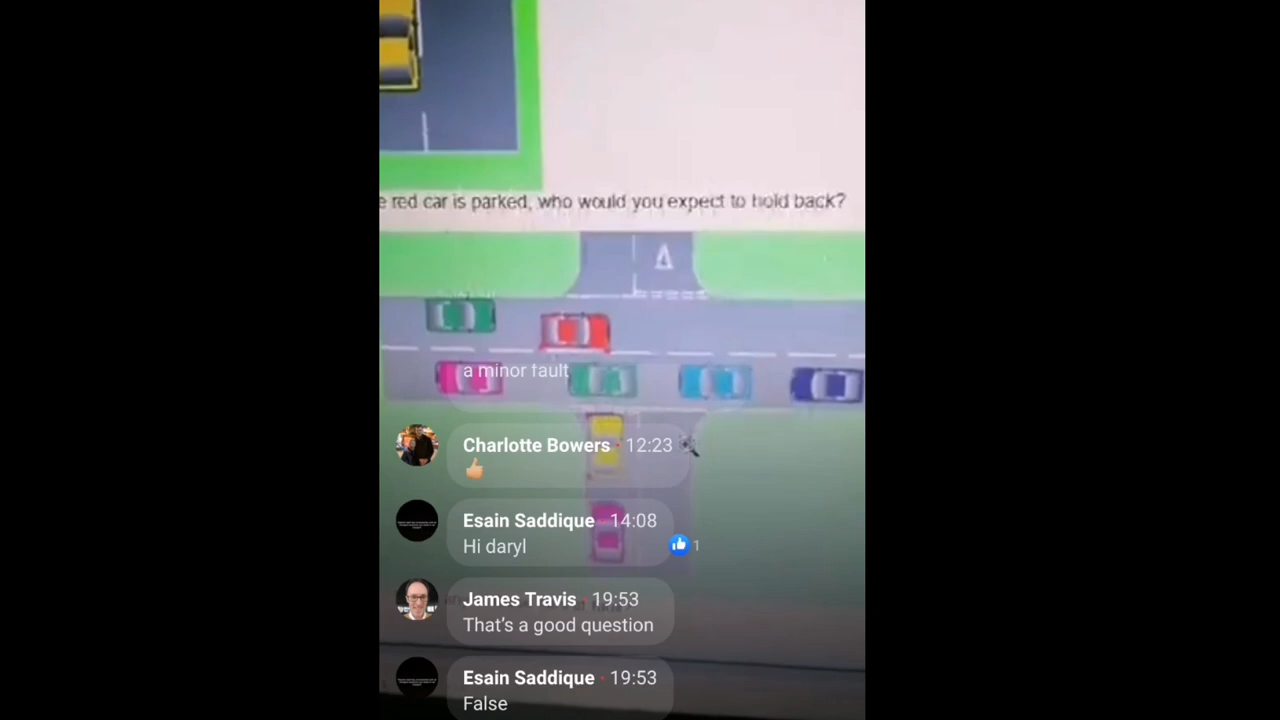 e red car is parked, who would you expect to hold back?
a minor fault
Charlotte Bowers · 12:23
Esain Saddique · 14:08
Hi daryl
1
James Travis · 19:53
That's a good question
Esain Saddique · 19:53
False